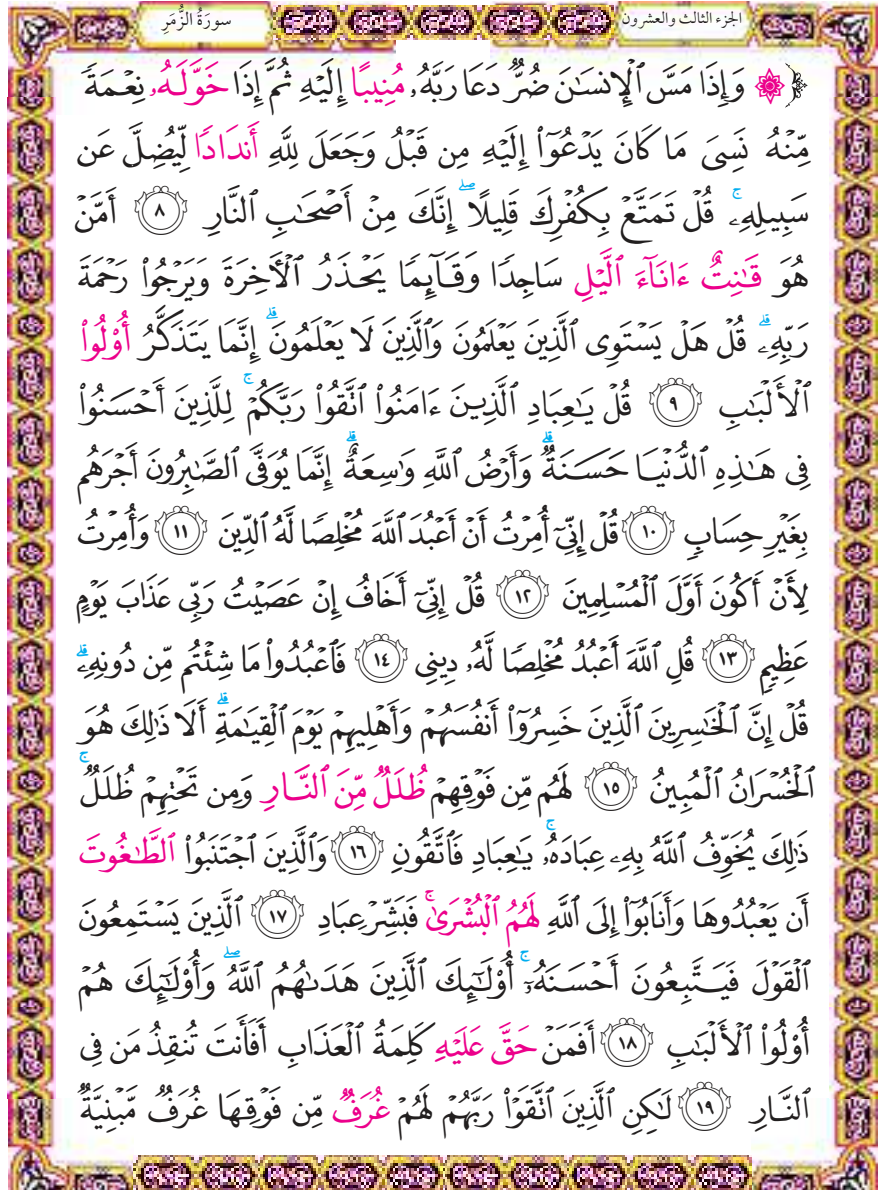 سورَةُ الزُّمَرِ
الجزء الثالث والعشرون
۞ وَإِذَا مَسَّ ٱلْإِنسَٰنَ ضُرٌّ دَعَا رَبَّهُۥ مُنِيبًا إِلَيْهِ ثُمَّ إِذَا خَوَّلَهُۥ نِعْمَةً
مِّنْهُ نَسِىَ مَا كَانَ يَدْعُوٓا۟ إِلَيْهِ مِن قَبْلُ وَجَعَلَ لِلَّهِ أَندَادًا لِّيُضِلَّ عَن
سَبِيلِهِۦ ۚ قُلْ تَمَتَّعْ بِكُفْرِكَ قَلِيلًا ۖ إِنَّكَ مِنْ أَصْحَٰبِ ٱلنَّارِ ٨ أَمَّنْ
هُوَ قَٰنِتٌ ءَانَآءَ ٱلَّيْلِ سَاجِدًا وَقَآئِمًا يَحْذَرُ ٱلْءَاخِرَةَ وَيَرْجُوا۟ رَحْمَةَ
رَبِّهِۦ ۗ قُلْ هَلْ يَسْتَوِى ٱلَّذِينَ يَعْلَمُونَ وَٱلَّذِينَ لَا يَعْلَمُونَ ۗ إِنَّمَا يَتَذَكَّرُ أُو۟لُوا۟
ٱلْأَلْبَٰبِ ٩ قُلْ يَٰعِبَادِ ٱلَّذِينَ ءَامَنُوا۟ ٱتَّقُوا۟ رَبَّكُمْ ۚ لِلَّذِينَ أَحْسَنُوا۟
فِى هَٰذِهِ ٱلدُّنْيَا حَسَنَةٌ ۗ وَأَرْضُ ٱللَّهِ وَٰسِعَةٌ ۗ إِنَّمَا يُوَفَّى ٱلصَّٰبِرُونَ أَجْرَهُم
بِغَيْرِ حِسَابٍ ١٠ قُلْ إِنِّىٓ أُمِرْتُ أَنْ أَعْبُدَ ٱللَّهَ مُخْلِصًا لَّهُ ٱلدِّينَ ١١ وَأُمِرْتُ
لِأَنْ أَكُونَ أَوَّلَ ٱلْمُسْلِمِينَ ١٢ قُلْ إِنِّىٓ أَخَافُ إِنْ عَصَيْتُ رَبِّى عَذَابَ يَوْمٍ
عَظِيمٍ ١٣ قُلِ ٱللَّهَ أَعْبُدُ مُخْلِصًا لَّهُۥ دِينِى ١٤ فَٱعْبُدُوا۟ مَا شِئْتُم مِّن دُونِهِۦ ۗ
قُلْ إِنَّ ٱلْخَٰسِرِينَ ٱلَّذِينَ خَسِرُوٓا۟ أَنفُسَهُمْ وَأَهْلِيهِمْ يَوْمَ ٱلْقِيَٰمَةِ ۗ أَلَا ذَٰلِكَ هُوَ
ٱلْخُسْرَانُ ٱلْمُبِينُ ١٥ لَهُم مِّن فَوْقِهِمْ ظُلَلٌ مِّنَ ٱلنَّارِ وَمِن تَحْتِهِمْ ظُلَلٌ ۚ
ذَٰلِكَ يُخَوِّفُ ٱللَّهُ بِهِۦ عِبَادَهُۥ ۚ يَٰعِبَادِ فَٱتَّقُونِ ١٦ وَٱلَّذِينَ ٱجْتَنَبُوا۟ ٱلطَّٰغُوتَ
أَن يَعْبُدُوهَا وَأَنَابُوٓا۟ إِلَى ٱللَّهِ لَهُمُ ٱلْبُشْرَىٰ ۚ فَبَشِّرْ عِبَادِ ١٧ ٱلَّذِينَ يَسْتَمِعُونَ
ٱلْقَوْلَ فَيَتَّبِعُونَ أَحْسَنَهُۥٓ ۚ أُو۟لَٰٓئِكَ ٱلَّذِينَ هَدَىٰهُمُ ٱللَّهُ ۖ وَأُو۟لَٰٓئِكَ هُمْ
أُو۟لُوا۟ ٱلْأَلْبَٰبِ ١٨ أَفَمَنْ حَقَّ عَلَيْهِ كَلِمَةُ ٱلْعَذَابِ أَفَأَنتَ تُنقِذُ مَن فِى
ٱلنَّارِ ١٩ لَٰكِنِ ٱلَّذِينَ ٱتَّقَوْا۟ رَبَّهُمْ لَهُمْ غُرَفٌ مِّن فَوْقِهَا غُرَفٌ مَّبْنِيَّةٌ